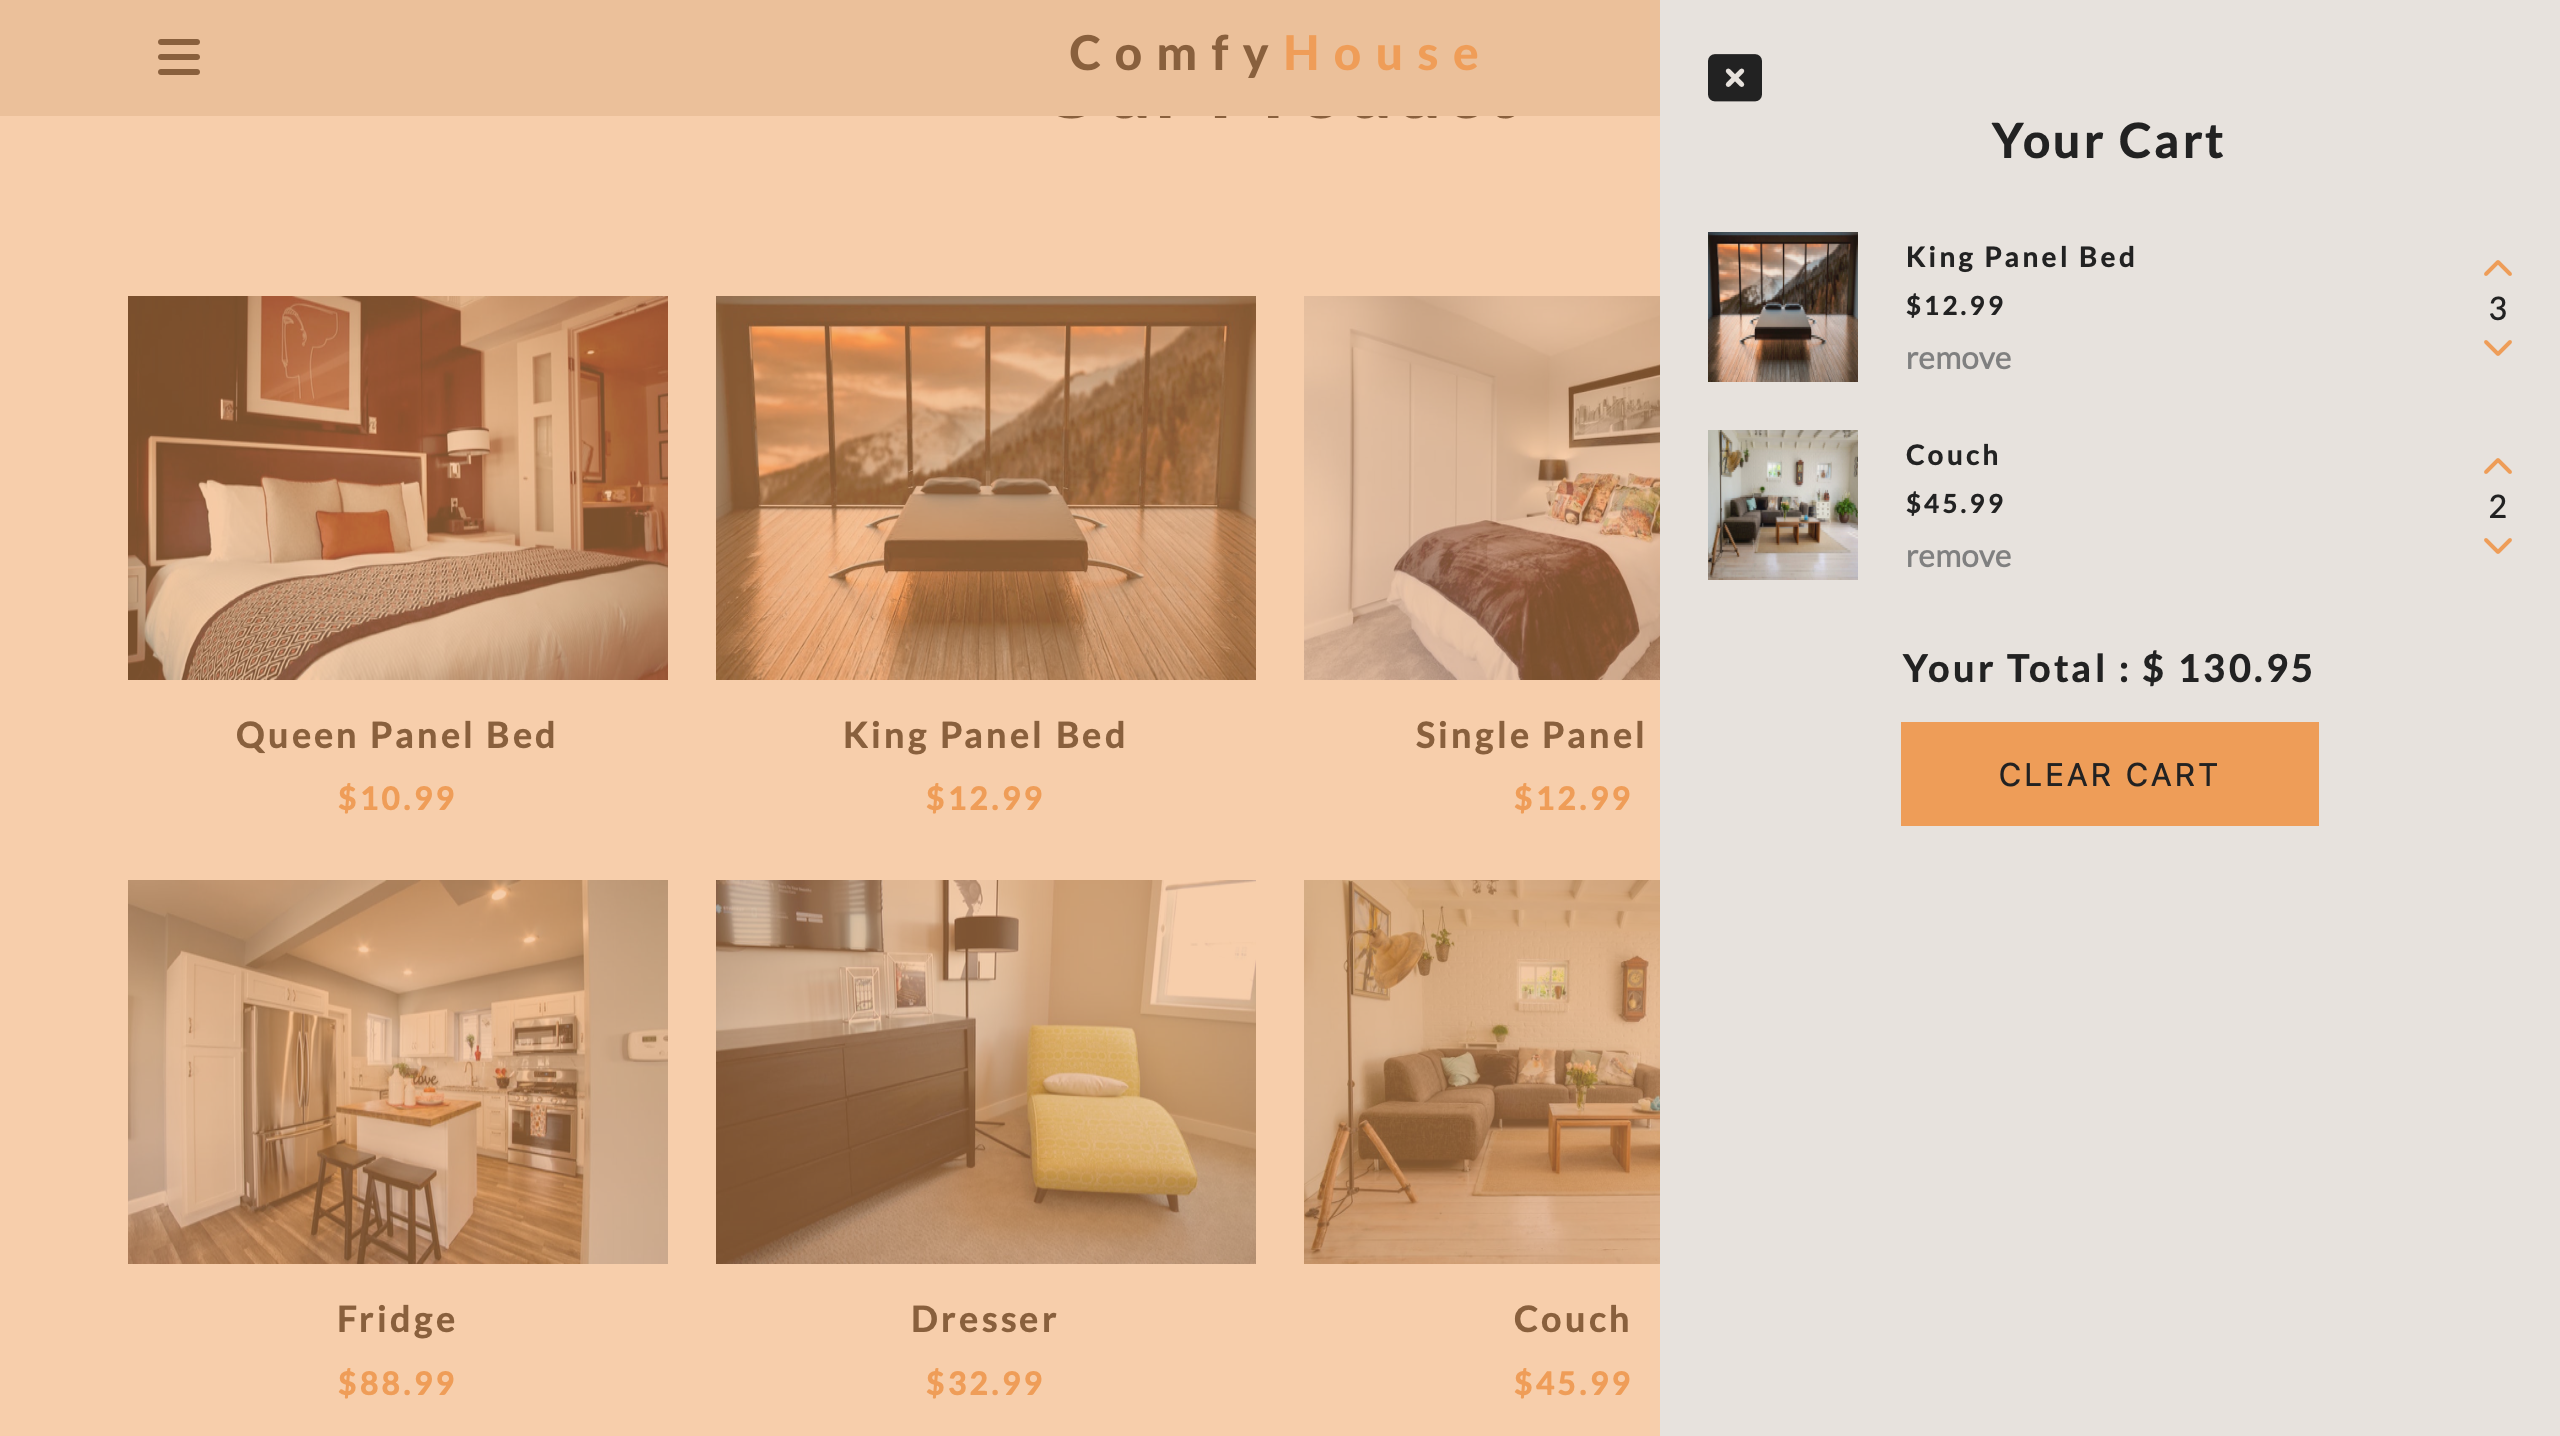 ComfyHouse
Queen Panel Bed
$10.99
King Panel Bed
$12.99
Single Panel
$12.99
love
Fridge
$88.99
Dresser
$32.99
Couch
$45.99
Your Cart
King Panel Bed
$12.99
remove
3
Couch
$45.99
remove
2
Your Total : $ 130.95
CLEAR CART